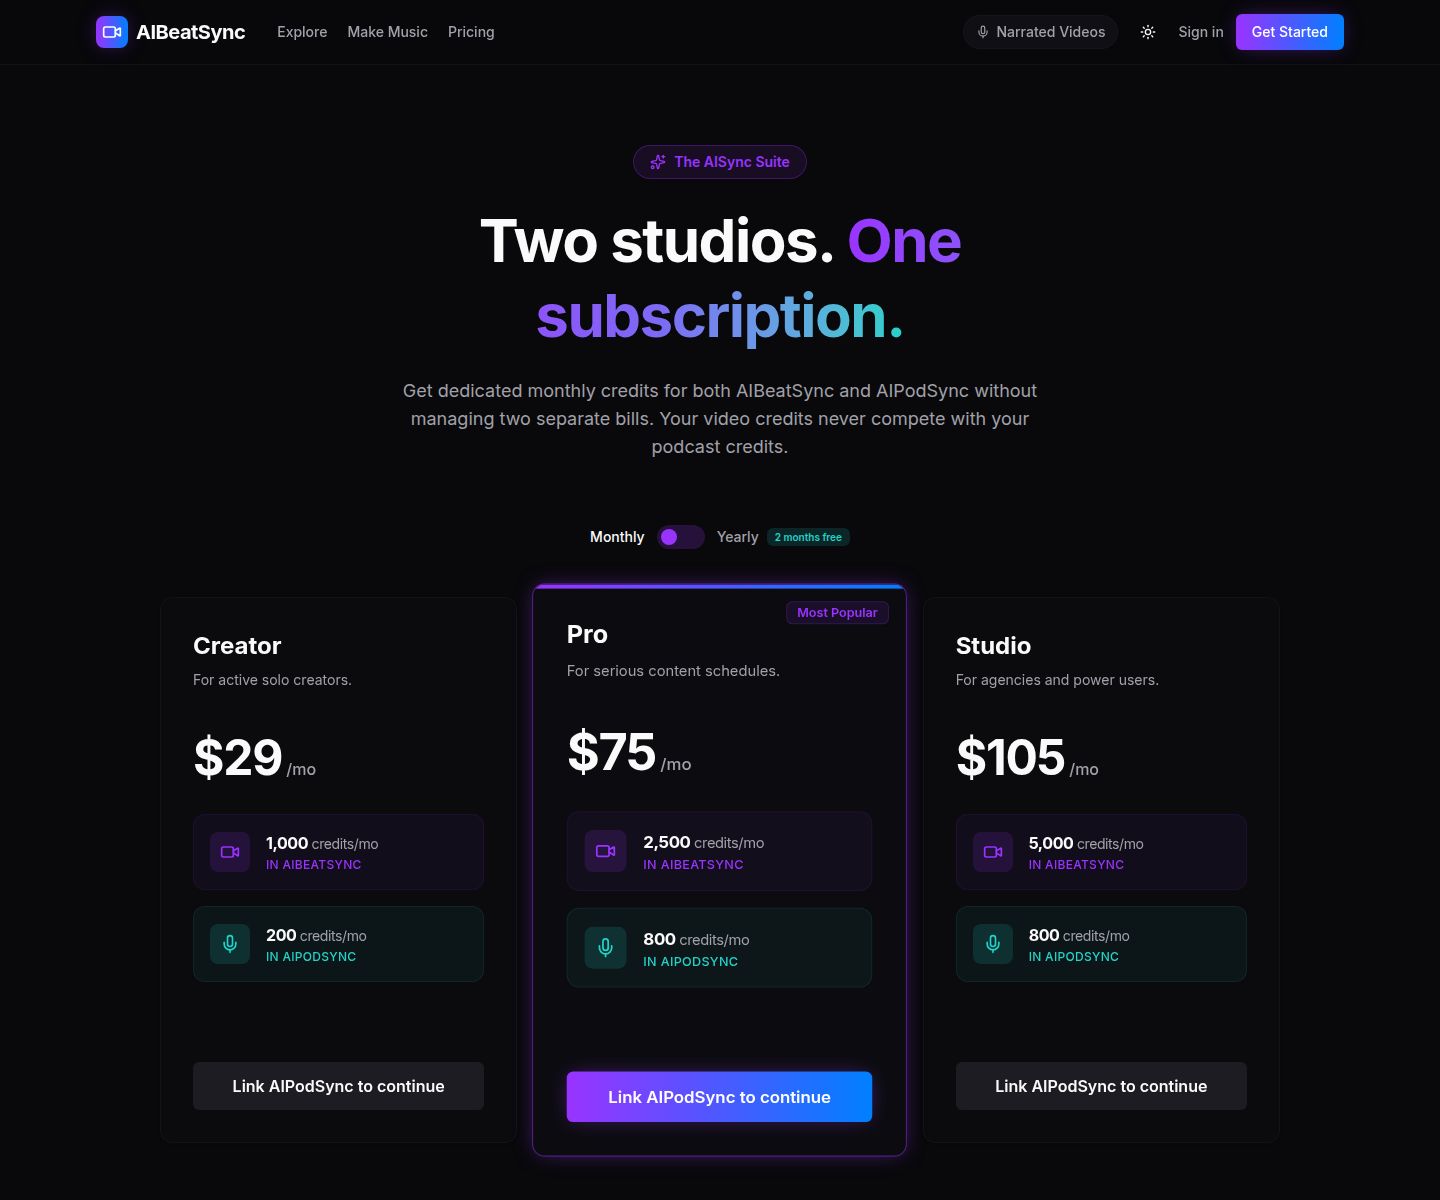 AIBeatSync
Explore
Make Music
Pricing
Narrated Videos
Sign in
Get Started
The AISync Suite
Two studios. One
subscription.
Get dedicated monthly credits for both AIBeatSync and AIPodSync without
managing two separate bills. Your video credits never compete with your
podcast credits.
Monthly
Yearly
2 months free
Creator
For active solo creators.
$29 /mo
1,000 credits/mo
IN AIBEATSYNC
200 credits/mo
IN AIPODSYNC
Link AIPodSync to continue
Most Popular
Pro
For serious content schedules.
$75 /mo
2,500 credits/mo
IN AIBEATSYNC
800 credits/mo
IN AIPODSYNC
Link AIPodSync to continue
Studio
For agencies and power users.
$105 /mo
5,000 credits/mo
IN AIBEATSYNC
800 credits/mo
IN AIPODSYNC
Link AIPodSync to continue